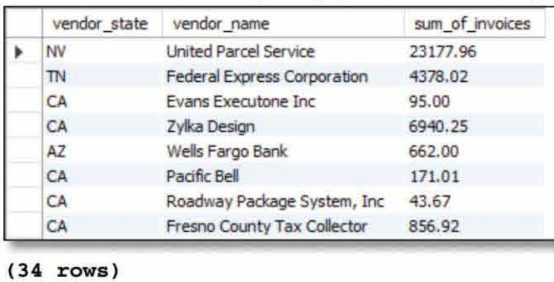 vendor_state vendor_name sum_of_invoices
NV United Parcel Service 23177.96
TN Federal Express Corporation 4378.02
CA Evans Executone Inc 95.00
CA Zylka Design 6940.25
AZ Wells Fargo Bank 662.00
CA Pacific Bell 171.01
CA Roadway Package System, Inc 43.67
CA Fresno County Tax Collector 856.92
(34 rows)